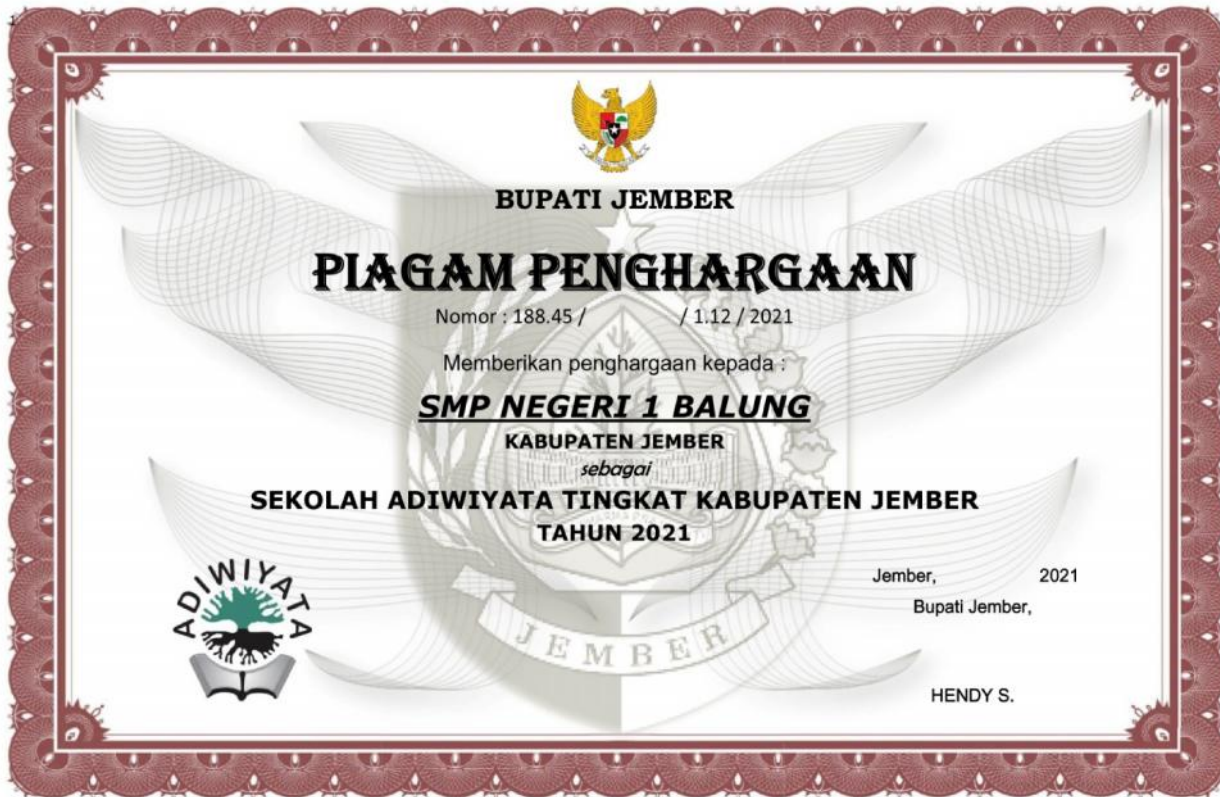 BUPATI JEMBER
PIAGAM PENGHARGAAN
Nomor : 188.45 / / 1.12 / 2021
Memberikan penghargaan kepada :
SMP NEGERI 1 BALUNG
KABUPATEN JEMBER
sebagai
SEKOLAH ADIWIYATA TINGKAT KABUPATEN JEMBER
TAHUN 2021
ADIWIYATA
Jember, 2021
Bupati Jember,
JEMBER
HENDY S.